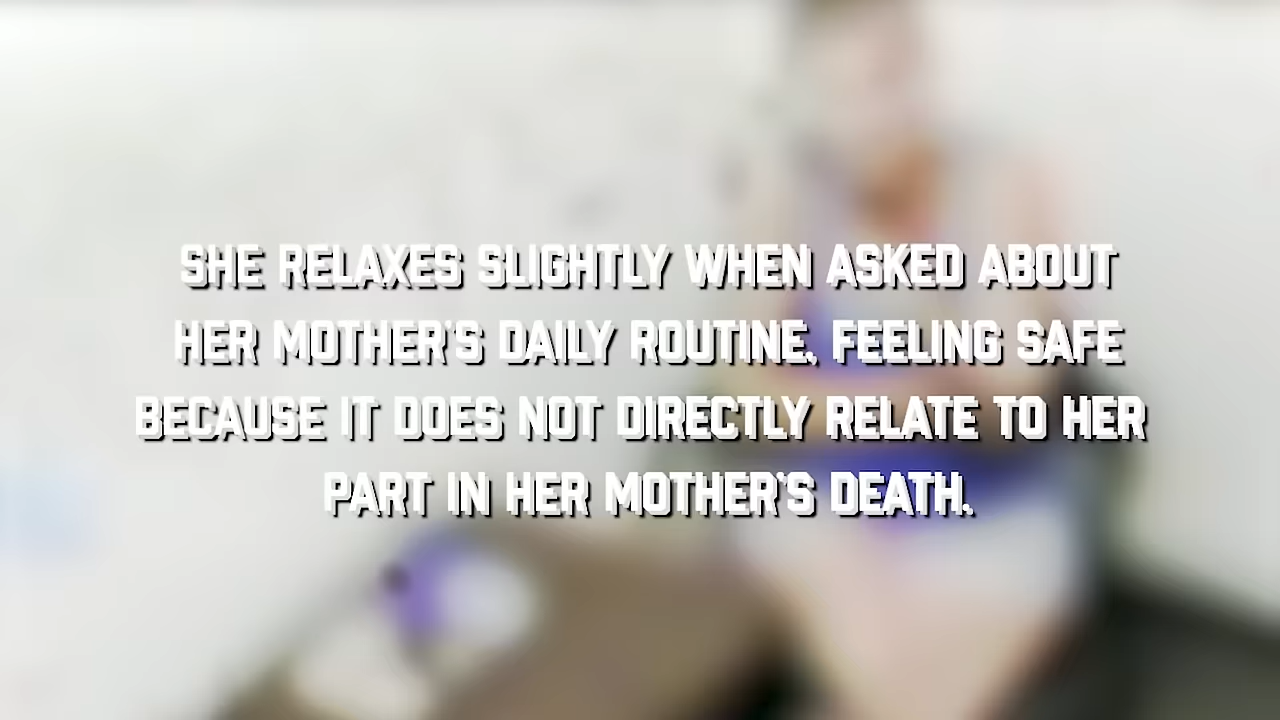 SHE RELAXES SLIGHTLY WHEN ASKED ABOUT
HER MOTHER'S DAILY ROUTINE, FEELING SAFE
BECAUSE IT DOES NOT DIRECTLY RELATE TO HER
PART IN HER MOTHER'S DEATH.